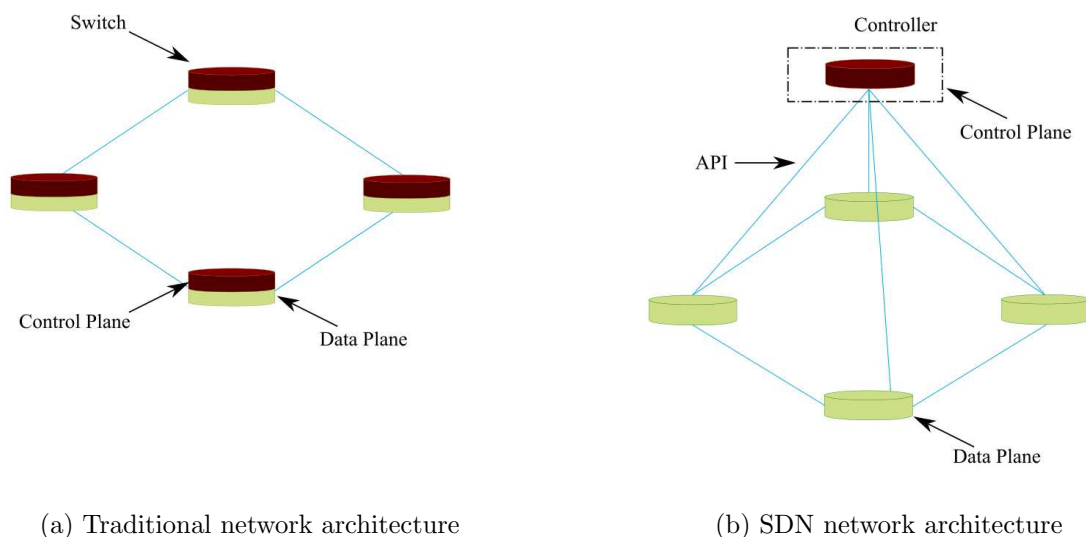 Switch
Control Plane
Data Plane
(a) Traditional network architecture
Controller
Control Plane
API
Data Plane
(b) SDN network architecture